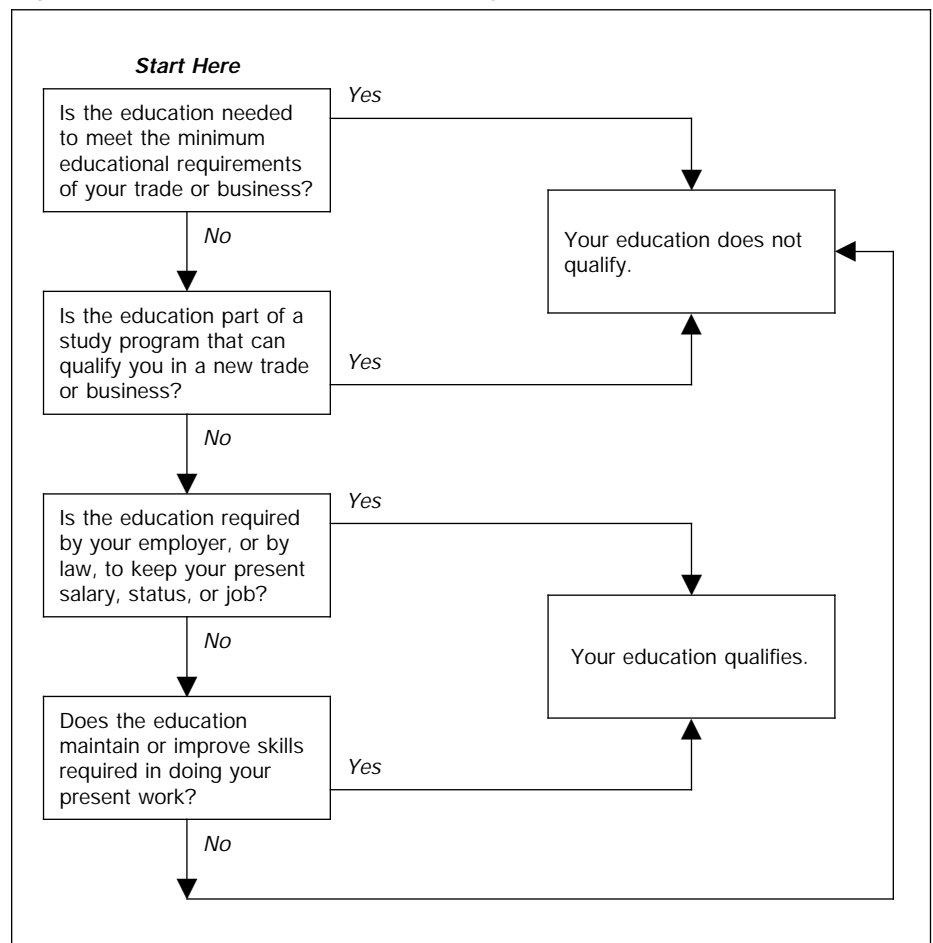 Start Here
Is the education needed
to meet the minimum
educational requirements
of your trade or business?
Yes
No
Your education does not
qualify.
Is the education part of a
study program that can
qualify you in a new trade
or business?
Yes
No
Is the education required
by your employer, or by
law, to keep your present
salary, status, or job?
Yes
No
Your education qualifies.
Does the education
maintain or improve skills
required in doing your
present work?
Yes
No